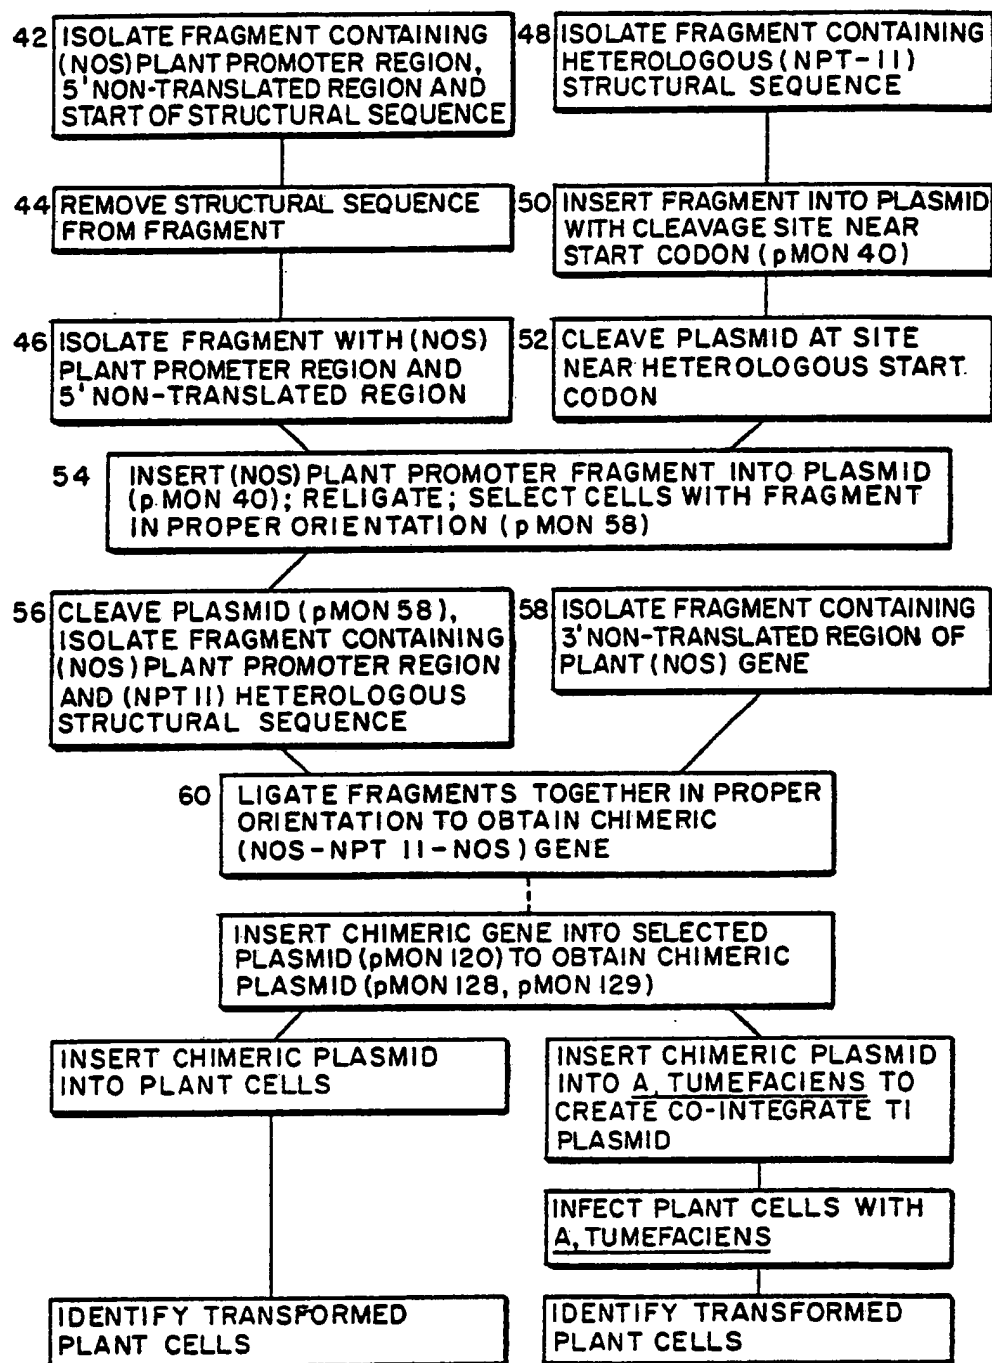 42 ISOLATE FRAGMENT CONTAINING
(NOS) PLANT PROMOTER REGION,
5' NON-TRANSLATED REGION AND
START OF STRUCTURAL SEQUENCE
48 ISOLATE FRAGMENT CONTAINING
HETEROLOGOUS (NPT-II)
STRUCTURAL SEQUENCE
44 REMOVE STRUCTURAL SEQUENCE
FROM FRAGMENT
50 INSERT FRAGMENT INTO PLASMID
WITH CLEAVAGE SITE NEAR
START CODON (pMON 40)
46 ISOLATE FRAGMENT WITH (NOS)
PLANT PROMETER REGION AND
5' NON-TRANSLATED REGION
52 CLEAVE PLASMID AT SITE
NEAR HETEROLOGOUS START
CODON
54 INSERT (NOS) PLANT PROMOTER FRAGMENT INTO PLASMID
(pMON 40); RELIGATE; SELECT CELLS WITH FRAGMENT
IN PROPER ORIENTATION (pMON 58)
56 CLEAVE PLASMID (pMON 58),
ISOLATE FRAGMENT CONTAINING
(NOS) PLANT PROMOTER REGION
AND (NPT II) HETEROLOGOUS
STRUCTURAL SEQUENCE
58 ISOLATE FRAGMENT CONTAINING
3' NON-TRANSLATED REGION OF
PLANT (NOS) GENE
60 LIGATE FRAGMENTS TOGETHER IN PROPER
ORIENTATION TO OBTAIN CHIMERIC
(NOS-NPT II-NOS) GENE
INSERT CHIMERIC GENE INTO SELECTED
PLASMID (pMON 120) TO OBTAIN CHIMERIC
PLASMID (pMON 128, pMON 129)
INSERT CHIMERIC PLASMID
INTO PLANT CELLS
INSERT CHIMERIC PLASMID
INTO A, TUMEFACIENS TO
CREATE CO-INTEGRATE TI
PLASMID
INFECT PLANT CELLS WITH
A, TUMEFACIENS
IDENTIFY TRANSFORMED
PLANT CELLS
IDENTIFY TRANSFORMED
PLANT CELLS